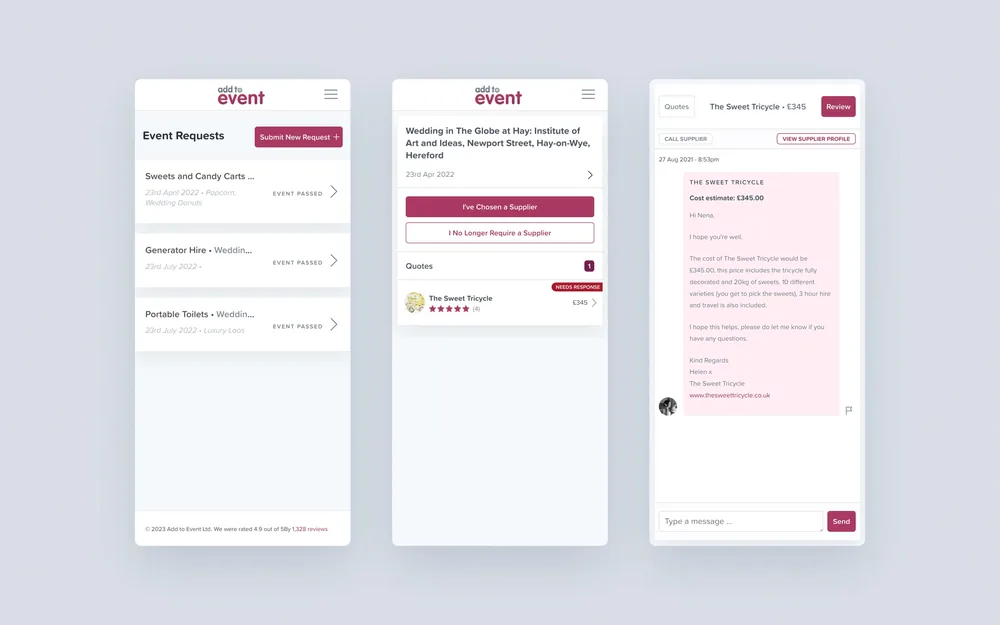 add to
event
Event Requests
Submit New Request +
Sweets and Candy Carts ...
23rd April 2022 • Popcorn,
Wedding Donuts
EVENT PASSED
Generator Hire • Weddin...
23rd July 2022 •
EVENT PASSED
Portable Toilets • Weddin...
23rd July 2022 • Luxury Loos
EVENT PASSED
© 2023 Add to Event Ltd. We were rated 4.9 out of 5By 1,328 reviews
add to
event
Wedding in The Globe at Hay: Institute of
Art and Ideas, Newport Street, Hay-on-Wye,
Hereford
23rd Apr 2022
I've Chosen a Supplier
I No Longer Require a Supplier
Quotes
1
NEEDS RESPONSE
The Sweet Tricycle
(4)
£345
Quotes
The Sweet Tricycle • £345
Review
CALL SUPPLIER
VIEW SUPPLIER PROFILE
27 Aug 2021 - 8:53pm
THE SWEET TRICYCLE
Cost estimate: £345.00
Hi Nena,
I hope you're well.
The cost of The Sweet Tricycle would be
£345.00, this price includes the tricycle fully
decorated and 20kg of sweets. 10 different
varieties (you get to pick the sweets), 3 hour hire
and travel is also included.
I hope this helps, please do let me know if you
have any questions.
Kind Regards
Helen x
The Sweet Tricycle
www.thesweettricycle.co.uk
Type a message ...
Send